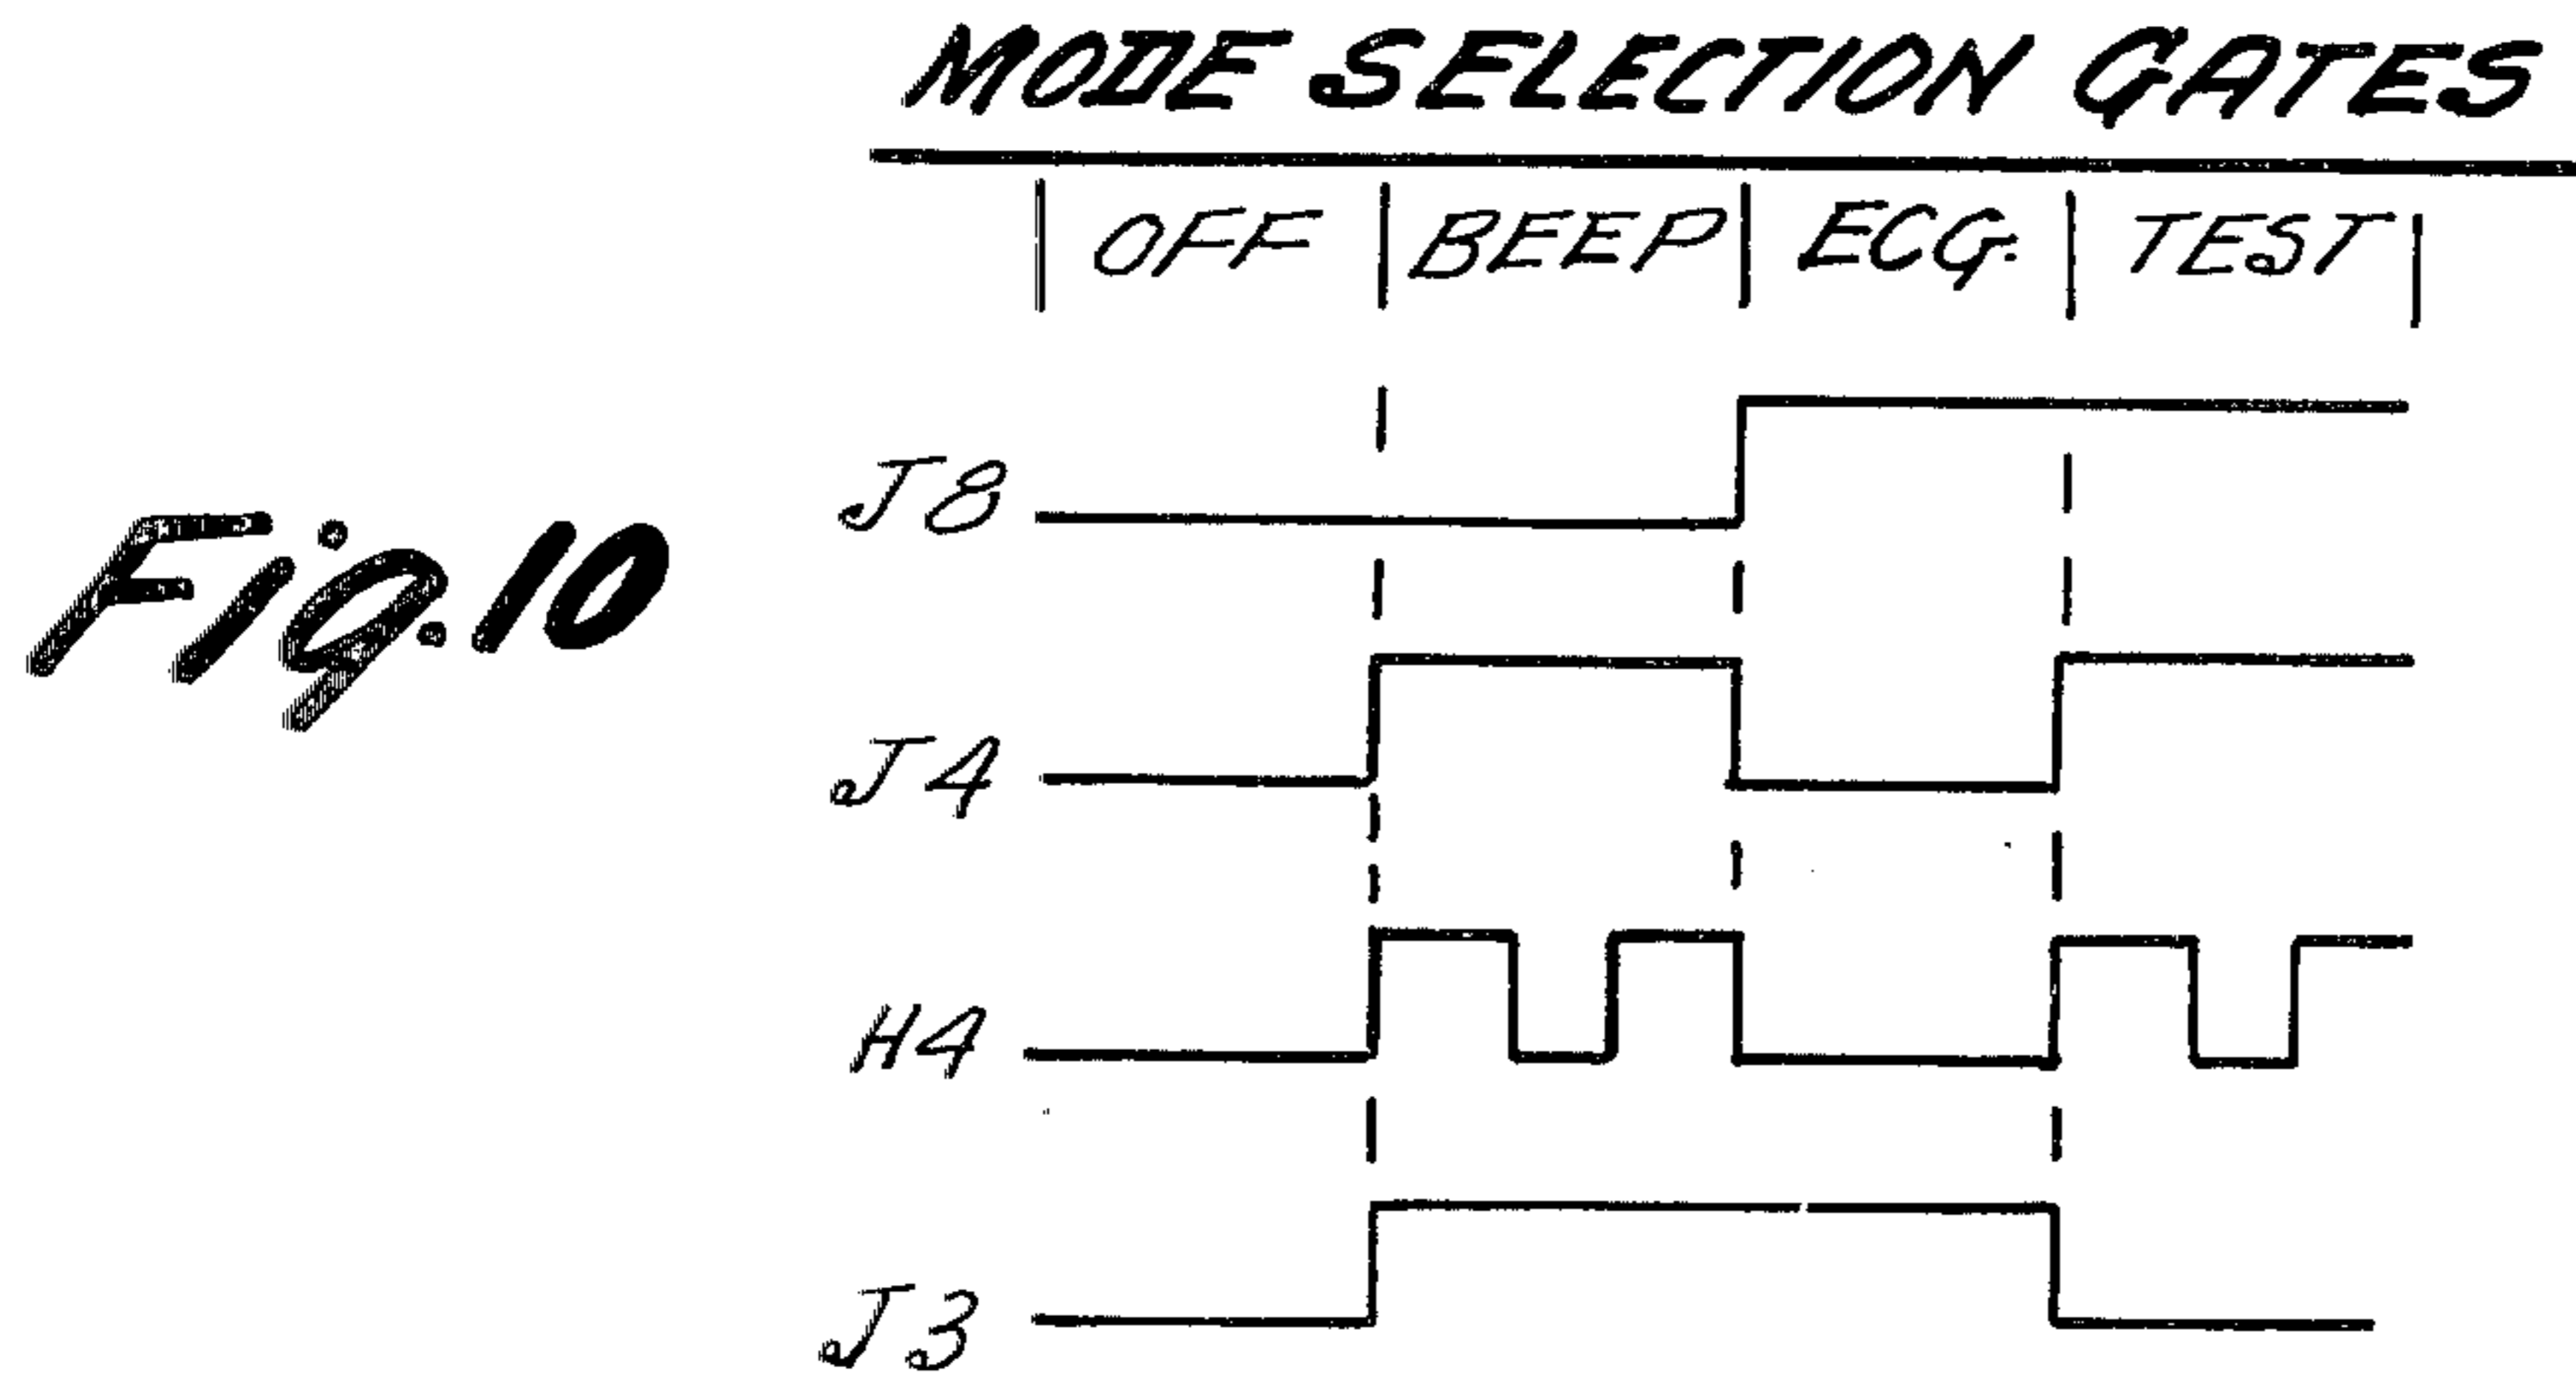 MODE SELECTION GATES
OFF BEEP ECG. TEST
J8
Fig.10
J4
H4
J3